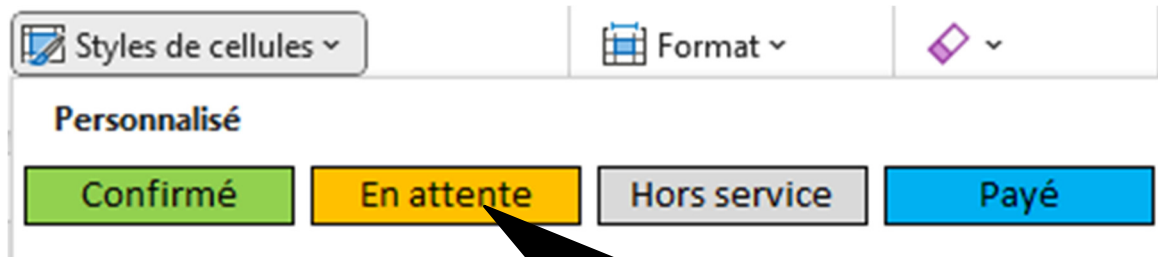 Styles de cellules Format
Personnalisé
Confirmé En attente Hors service Payé